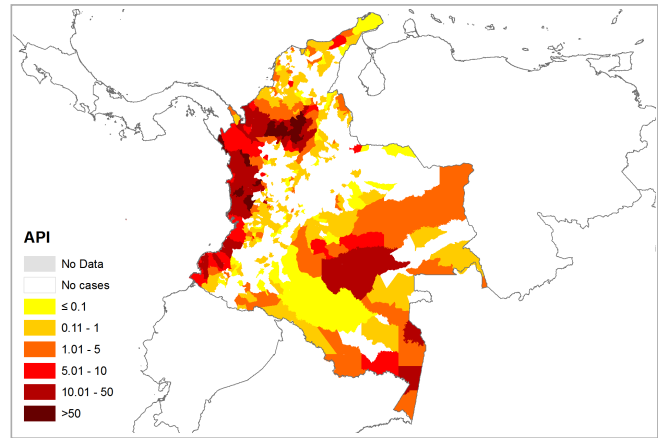 API
No Data
No cases
≤ 0.1
0.11 - 1
1.01 - 5
5.01 - 10
10.01 - 50
>50